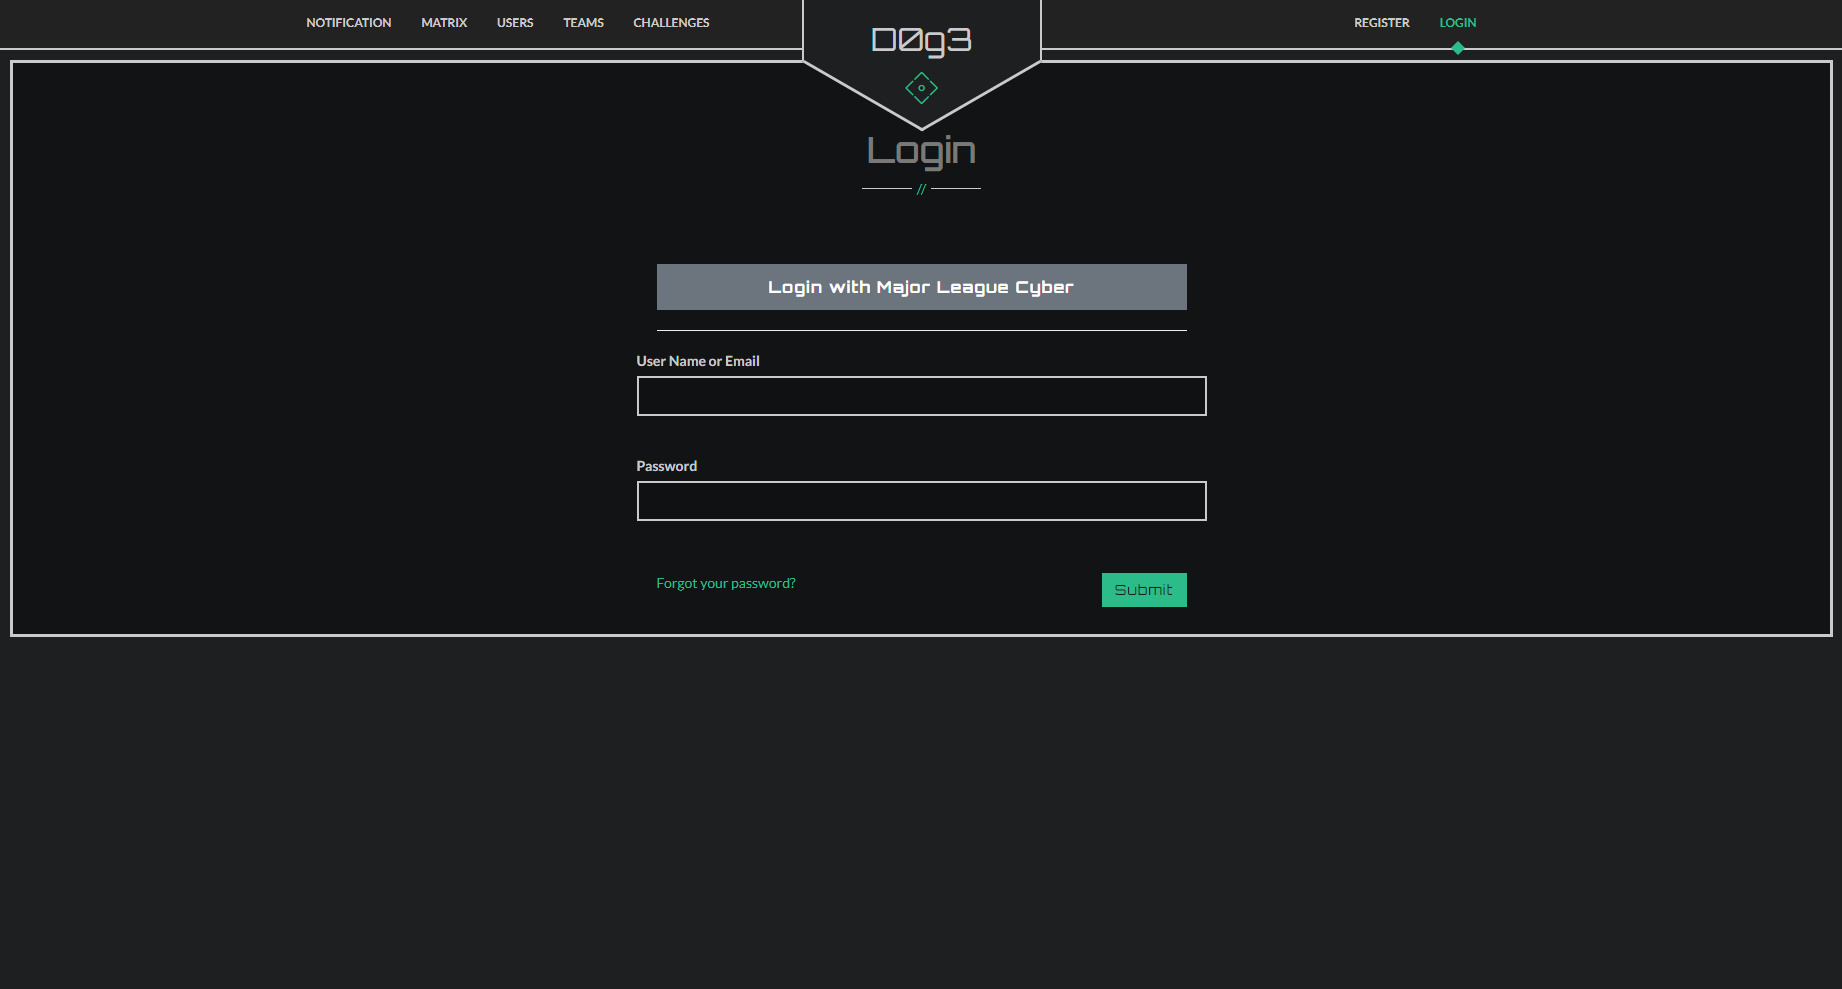 NOTIFICATION MATRIX USERS TEAMS CHALLENGES
D0g3
REGISTER LOGIN
Login
//
Login with Major League Cyber
User Name or Email
Password
Forgot your password?
Submit